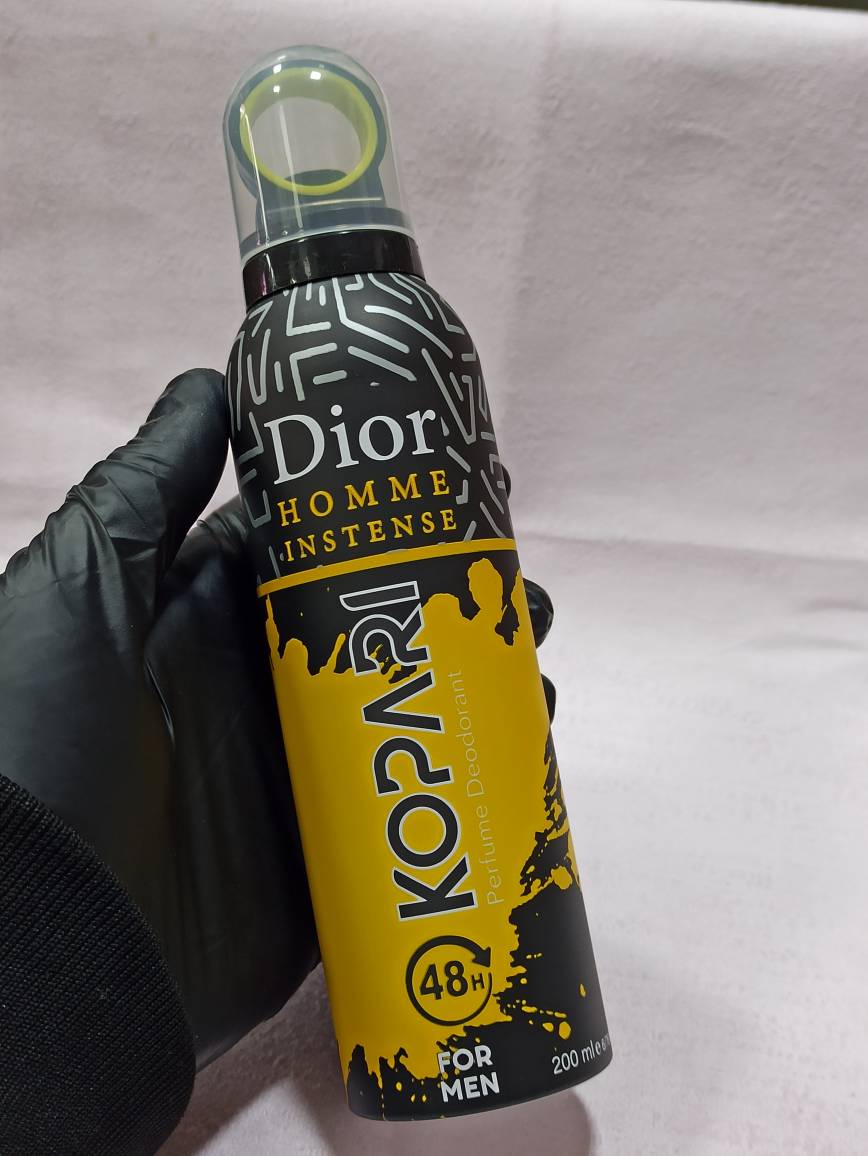 Dior
HOMME
INSTENSE
KOPARI
Perfume Deodorant
48H
FOR
MEN
200 ml e